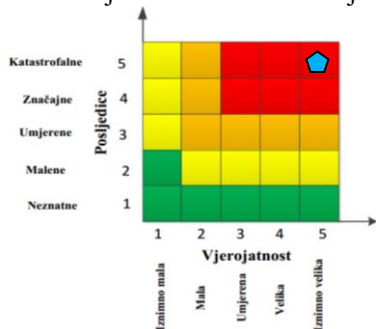 Katastrofalne 5
Značajne 4
Umjerene 3
Malene 2
Neznatne 1
Posljedice
1 2 3 4 5
Vjerojatnost
Iznimno mala
Mala
Umjerena
Velika
znimno velika